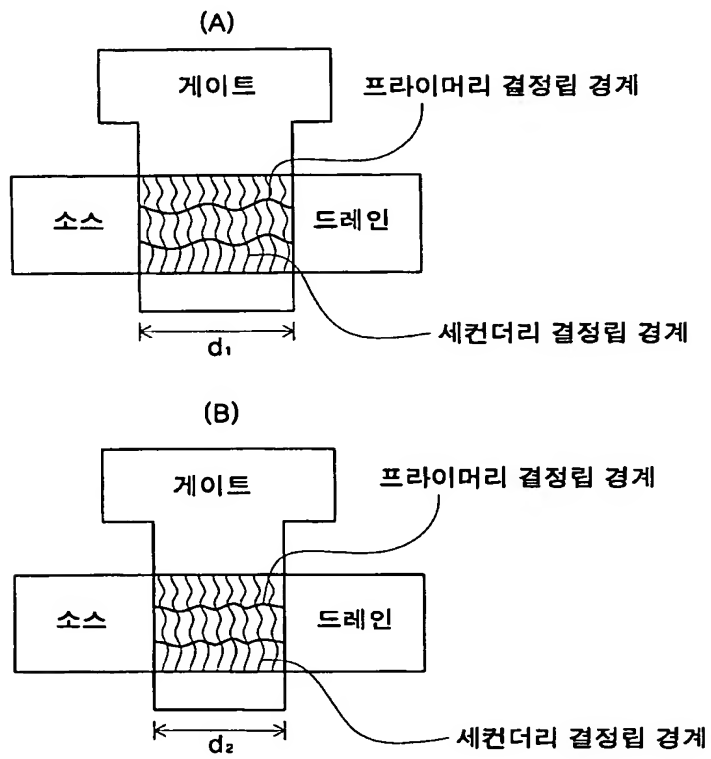 (A)
게이트
프라이머리 결정립 경계
소스
드레인
세컨더리 결정립 경계
d₁
(B)
게이트
프라이머리 결정립 경계
소스
드레인
세컨더리 결정립 경계
d₂